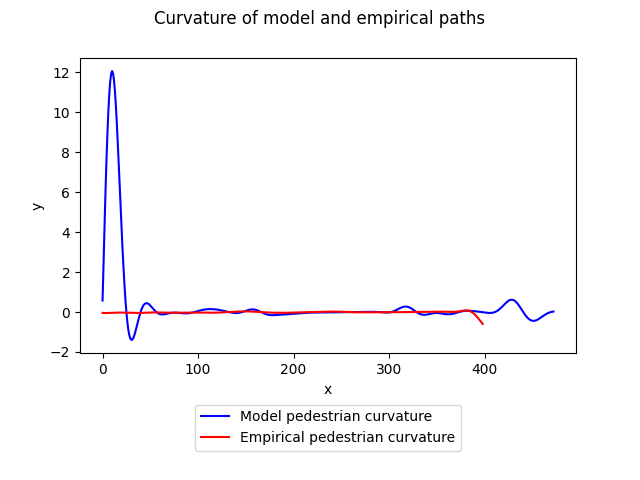 Curvature of model and empirical paths
12
10
8
6
4
2
0
−2
y
0 100 200 300 400
x
Model pedestrian curvature
Empirical pedestrian curvature